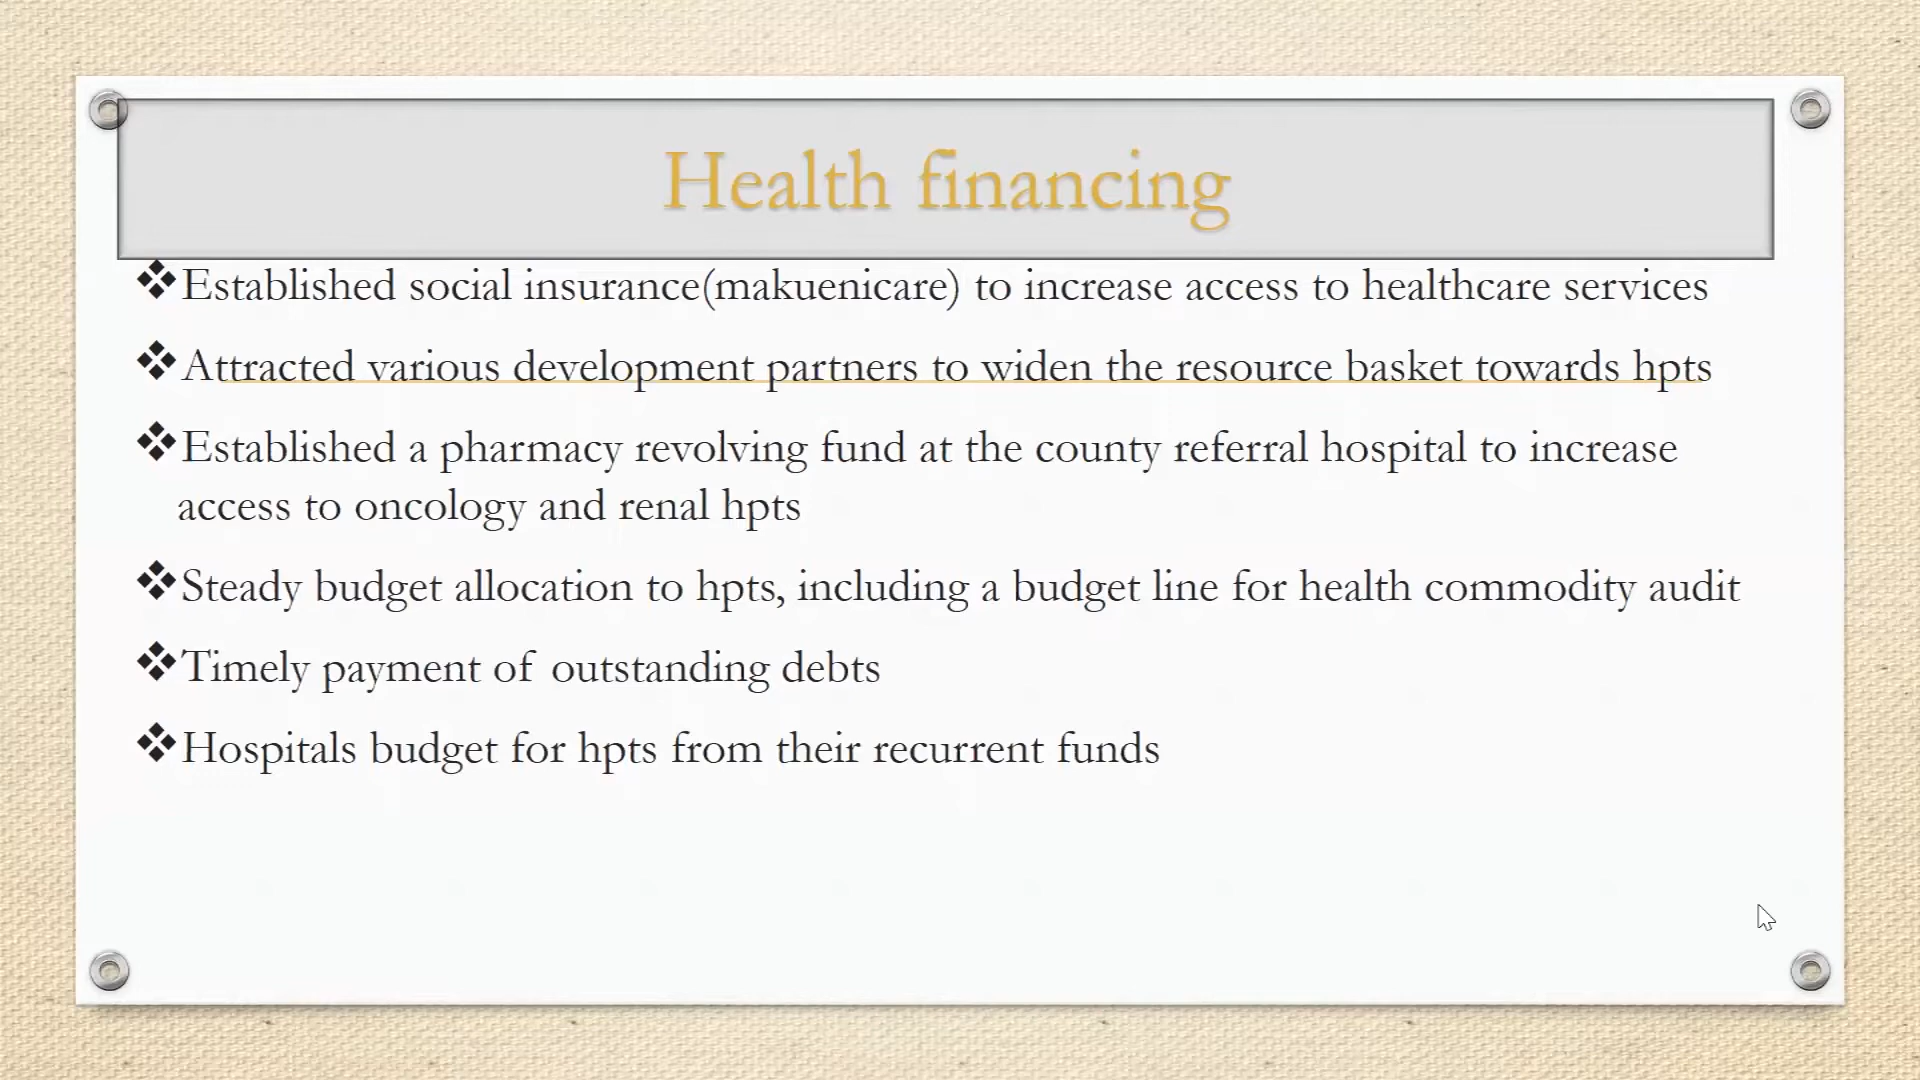 Health financing
❖Established social insurance(makuenicare) to increase access to healthcare services
❖Attracted various development partners to widen the resource basket towards hpts
❖Established a pharmacy revolving fund at the county referral hospital to increase
access to oncology and renal hpts
❖Steady budget allocation to hpts, including a budget line for health commodity audit
❖Timely payment of outstanding debts
❖Hospitals budget for hpts from their recurrent funds